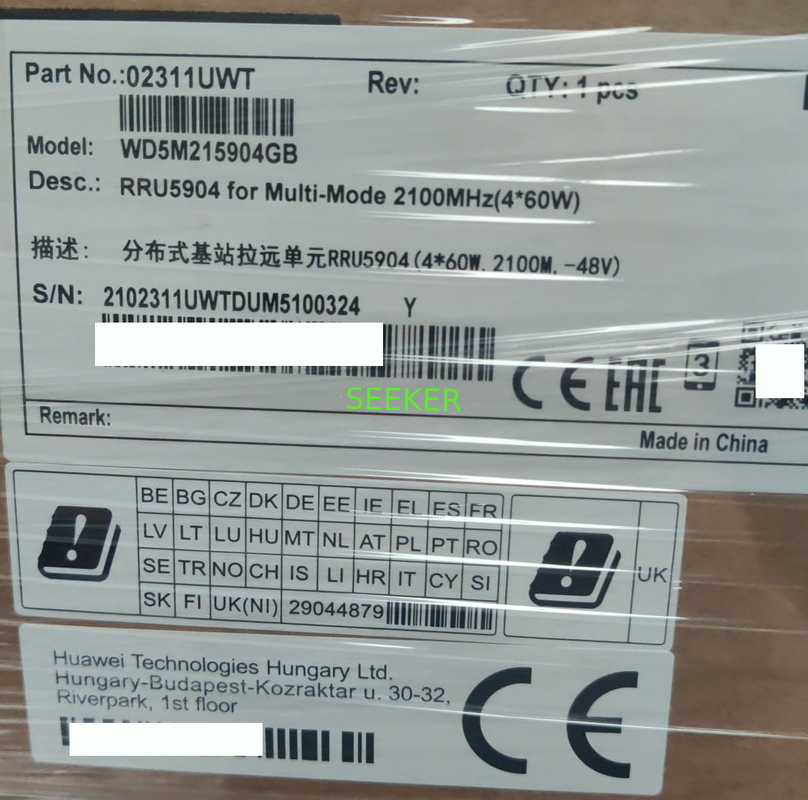 Part No.:02311UWT Rev: QTY: 1 pcs
Model: WD5M215904GB
Desc.: RRU5904 for Multi-Mode 2100MHz(4*60W)
描述: 分布式基站拉远单元RRU5904(4*60W, 2100M, -48V)
S/N: 2102311UWTDUM5100324 Y
CE EAC 3
SEEKER
Remark:
Made in China
BE BG CZ DK DE EE IE EL ES FR
LV LT LU HU MT NL AT PL PT RO
SE TR NO CH IS LI HR IT CY SI
SK FI UK(NI) 29044879
UK
Huawei Technologies Hungary Ltd.
Hungary-Budapest-Kozraktar u. 30-32,
Riverpark, 1st floor
CE